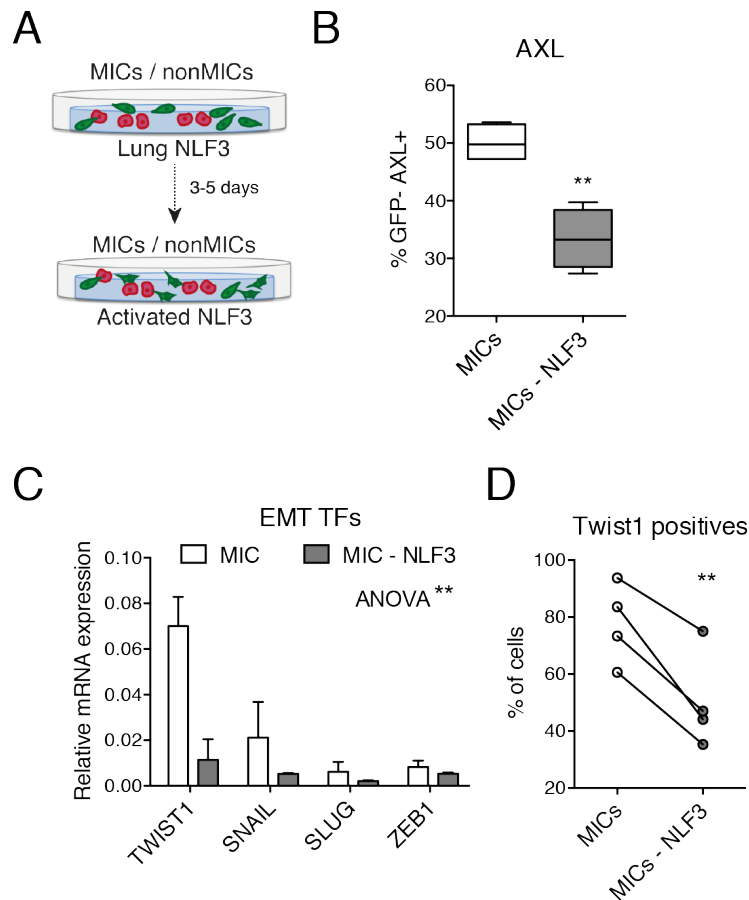 A
MICs / nonMICs
Lung NLF3
3-5 days
MICs / nonMICs
Activated NLF3
B
AXL
% GFP- AXL+
60
50
40
30
20
**
MICs
MICs - NLF3
C
EMT TFs
MIC
MIC - NLF3
ANOVA **
Relative mRNA expression
0.10
0.08
0.06
0.04
0.02
0.00
TWIST1
SNAIL
SLUG
ZEB1
D
Twist1 positives
% of cells
100
80
60
40
20
**
MICs
MICs - NLF3